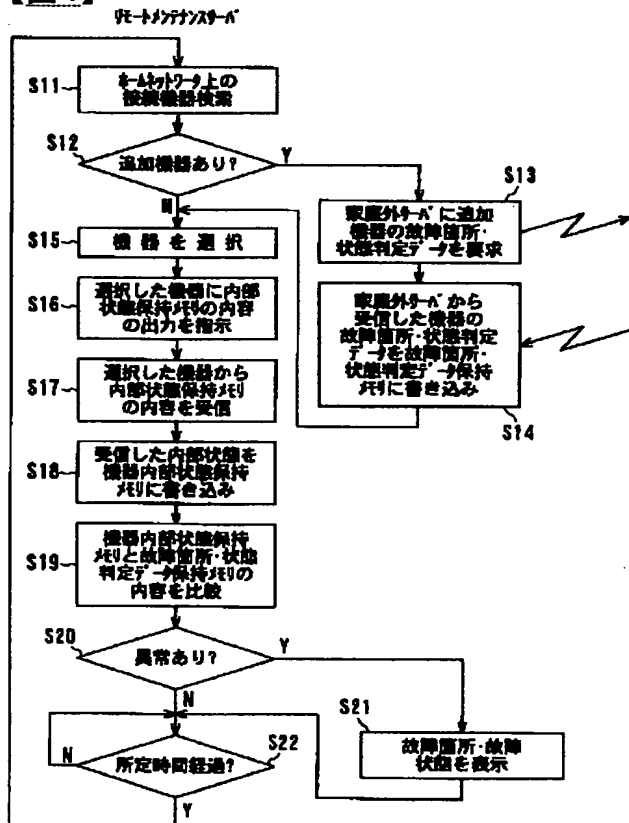 リモートメンテナンスサーバ
S11
ホームネットワーク上の
接続機器検索
S12
追加機器あり?
Y
N
S13
家庭外サーバに追加
機器の故障箇所・
状態判定データを要求
S14
家庭外サーバから
受信した機器の
故障箇所・状態判定
データを故障箇所・
状態判定データ保持
メモリに書き込み
S15
機器を選択
S16
選択した機器に内部
状態保持メモリの内容
の出力を指示
S17
選択した機器から
内部状態保持メモリ
の内容を受信
S18
受信した内部状態を
機器内部状態保持
メモリに書き込み
S19
機器内部状態保持
メモリと故障箇所・状態
判定データ保持メモリの
内容を比較
S20
異常あり?
Y
N
S21
故障箇所・故障
状態を表示
S22
所定時間経過?
N
Y